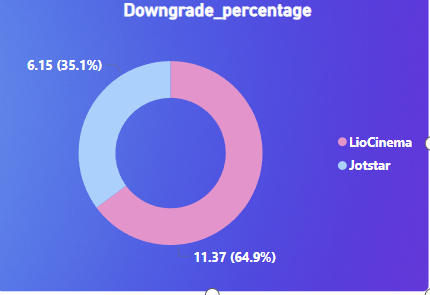 Downgrade_percentage
6.15 (35.1%)
LioCinema
Jotstar
11.37 (64.9%)